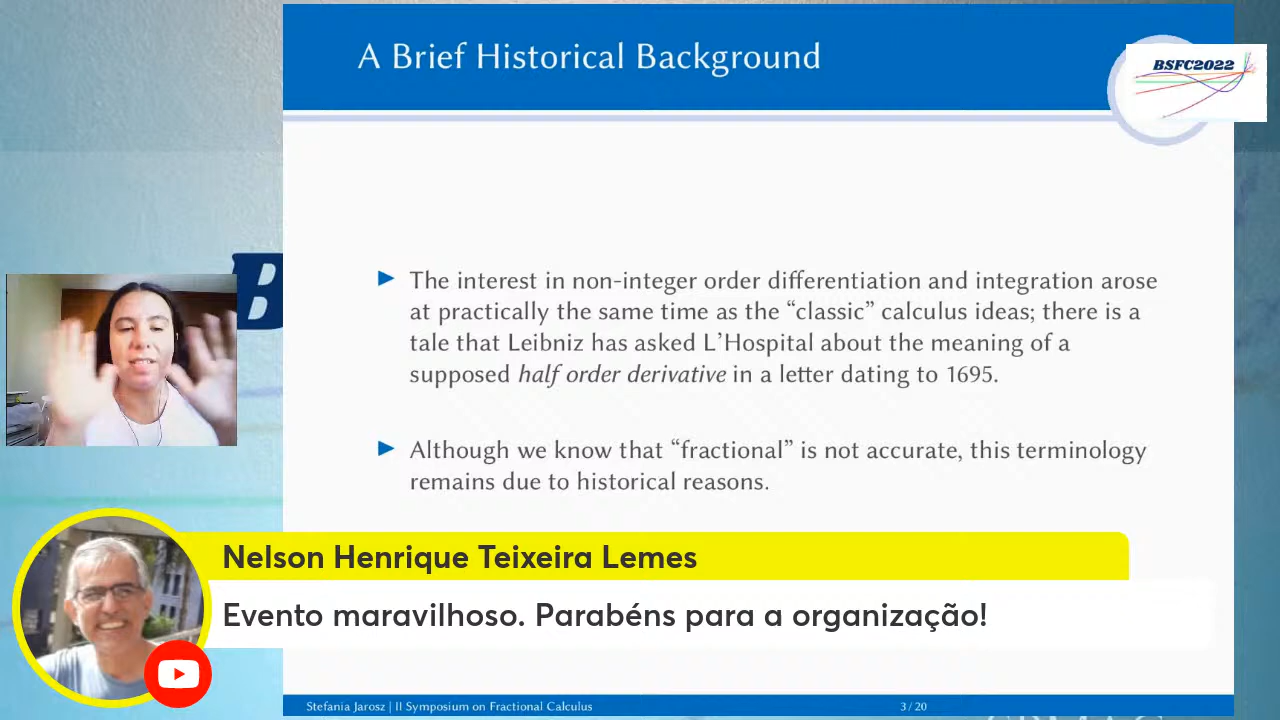 A Brief Historical Background
BSFC2022
The interest in non-integer order differentiation and integration arose
at practically the same time as the “classic” calculus ideas; there is a
tale that Leibniz has asked L’Hospital about the meaning of a
supposed half order derivative in a letter dating to 1695.
Although we know that “fractional” is not accurate, this terminology
remains due to historical reasons.
Nelson Henrique Teixeira Lemes
Evento maravilhoso. Parabéns para a organização!
Stefania Jarosz | II Symposium on Fractional Calculus
3 / 20